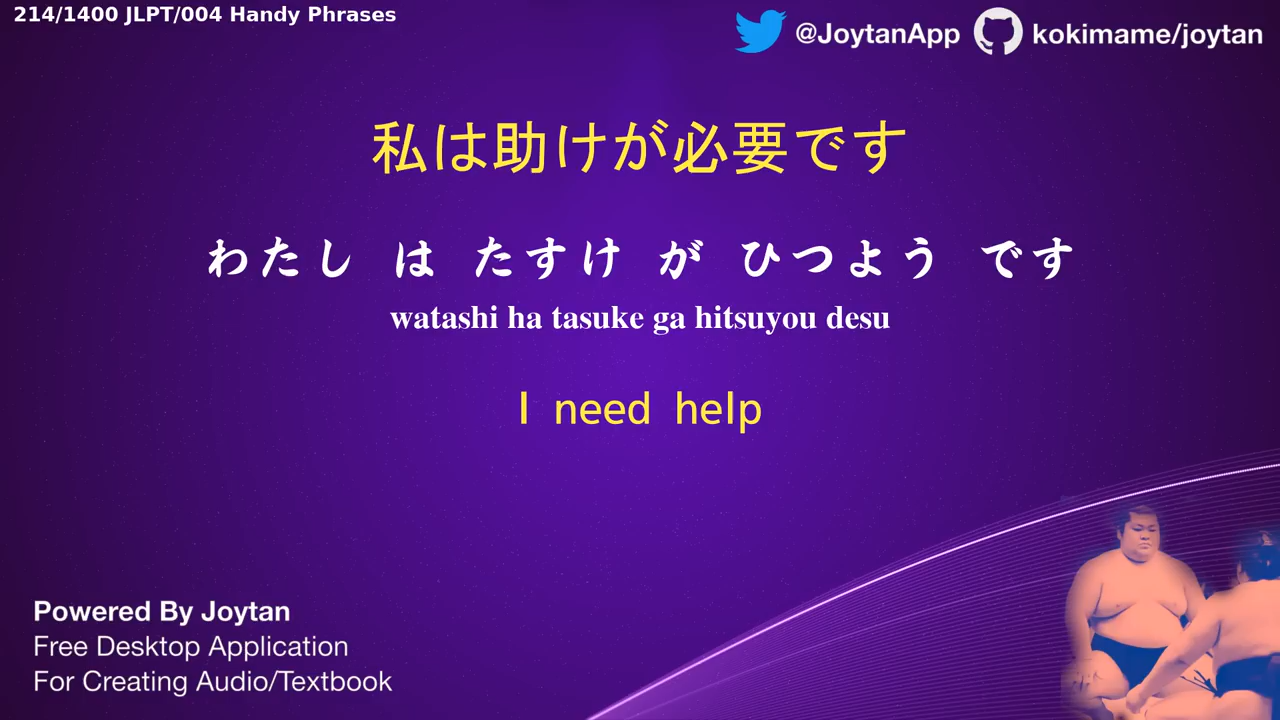 214/1400 JLPT/004 Handy Phrases
@JoytanApp kokimame/joytan
私は助けが必要です
わたし は たすけ が ひつよう です
watashi ha tasuke ga hitsuyou desu
I need help
Powered By Joytan
Free Desktop Application
For Creating Audio/Textbook